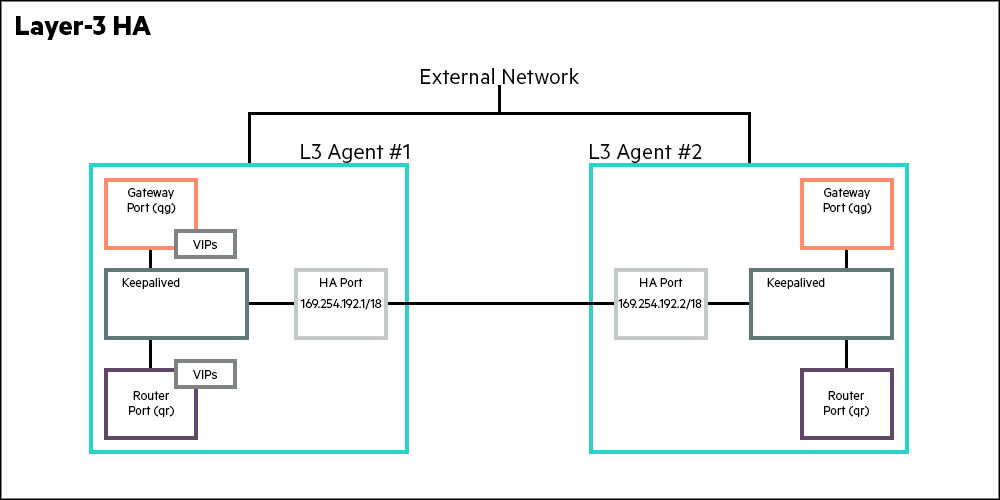 Layer-3 HA
External Network
L3 Agent #1
Gateway
Port (qg)
VIPs
Keepalived
HA Port
169.254.192.1/18
VIPs
Router
Port (qr)
L3 Agent #2
Gateway
Port (qg)
HA Port
169.254.192.2/18
Keepalived
Router
Port (qr)